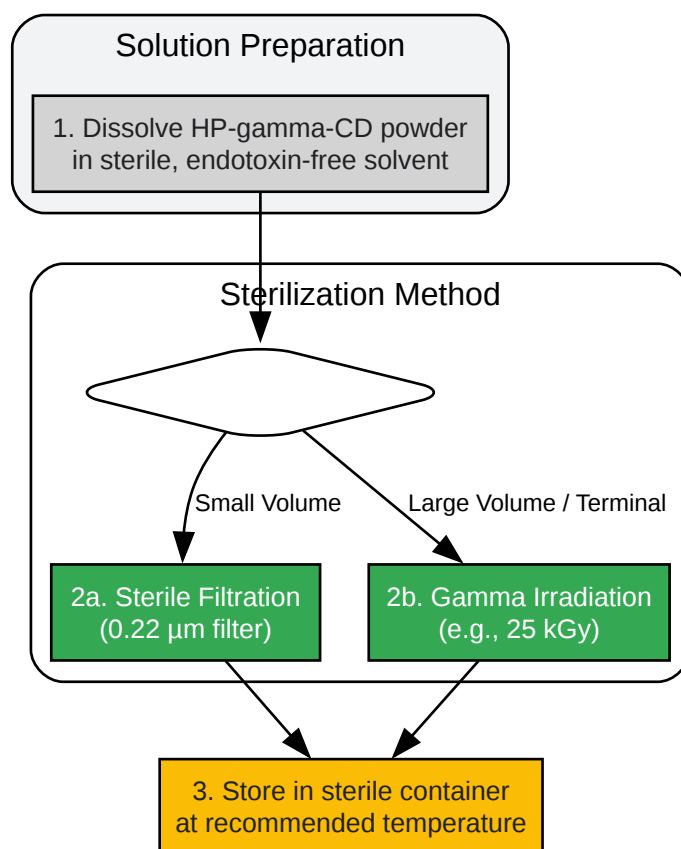 Solution Preparation
1. Dissolve HP-gamma-CD powder
in sterile, endotoxin-free solvent
Sterilization Method
Small Volume
Large Volume / Terminal
2a. Sterile Filtration
(0.22 µm filter)
2b. Gamma Irradiation
(e.g., 25 kGy)
3. Store in sterile container
at recommended temperature